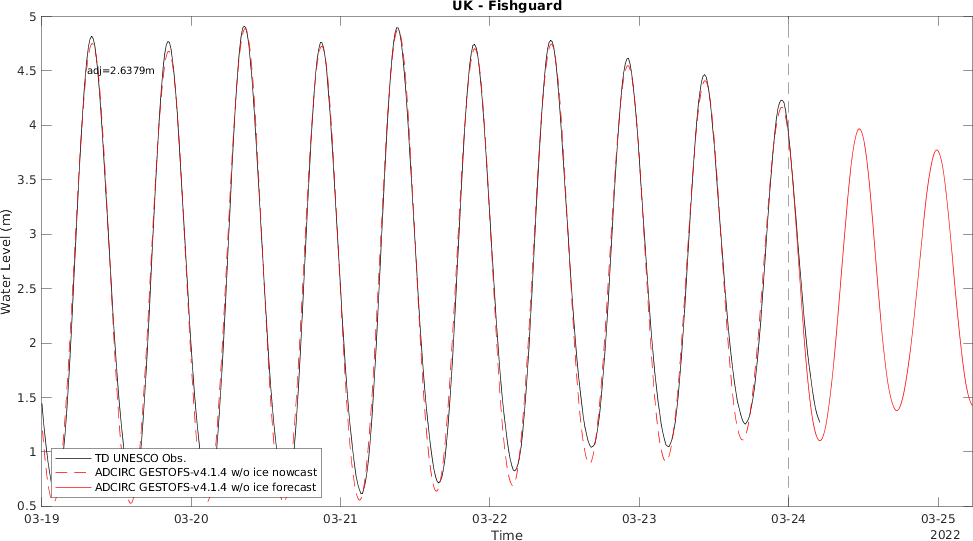 UK - Fishguard
5
4.5
4
3.5
3
2.5
2
1.5
1
0.5
Water Level (m)
adj=2.6379m
TD UNESCO Obs.
ADCIRC GESTOFS-v4.1.4 w/o ice nowcast
ADCIRC GESTOFS-v4.1.4 w/o ice forecast
03-19 03-20 03-21 03-22 03-23 03-24 03-25
Time
2022